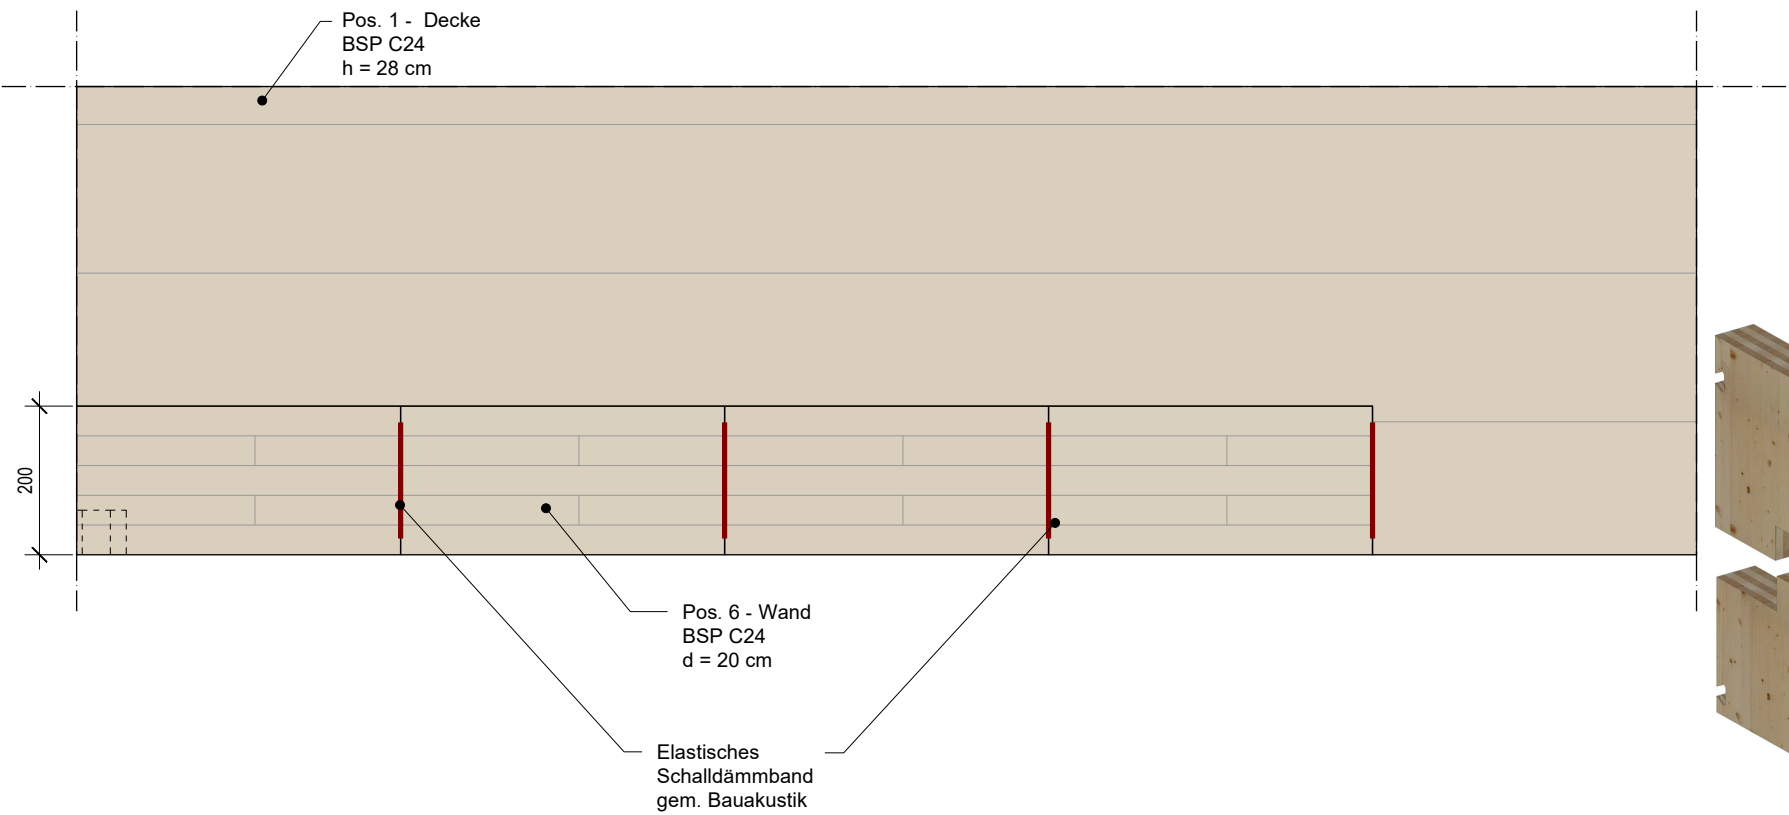 Pos. 1 -  Decke
BSP C24
h = 28 cm
200
Pos. 6 - Wand
BSP C24
d = 20 cm
Elastisches
Schalldämmband
gem. Bauakustik